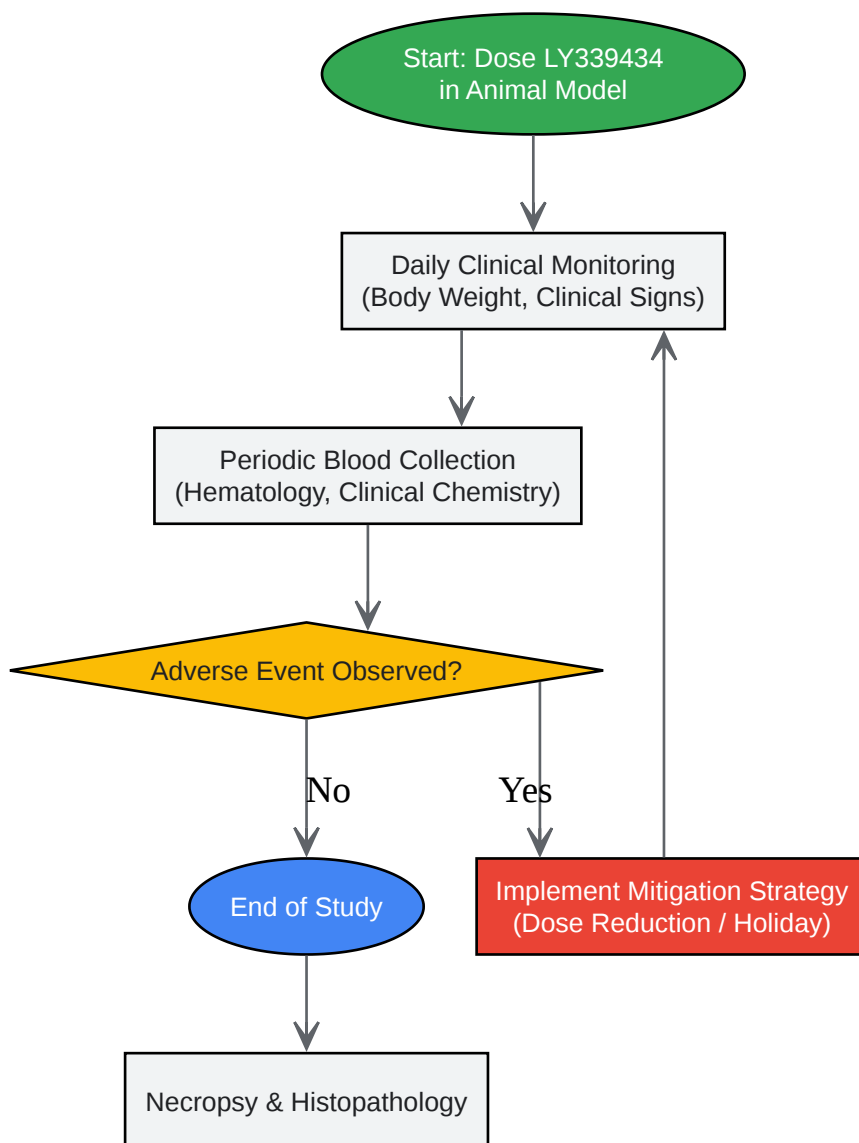 Start: Dose LY339434
in Animal Model
Daily Clinical Monitoring
(Body Weight, Clinical Signs)
Periodic Blood Collection
(Hematology, Clinical Chemistry)
Adverse Event Observed?
No
Yes
End of Study
Implement Mitigation Strategy
(Dose Reduction / Holiday)
Necropsy & Histopathology